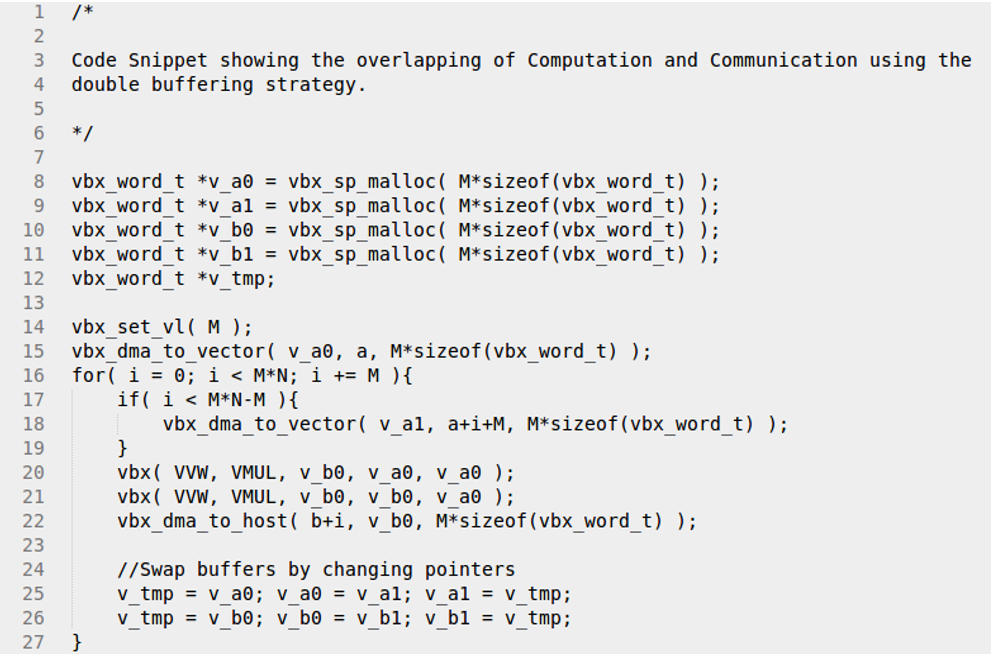 1 /*
2
3 Code Snippet showing the overlapping of Computation and Communication using the
4 double buffering strategy.
5
6 */
7
8 vbx_word_t *v_a0 = vbx_sp_malloc( M*sizeof(vbx_word_t) );
9 vbx_word_t *v_a1 = vbx_sp_malloc( M*sizeof(vbx_word_t) );
10 vbx_word_t *v_b0 = vbx_sp_malloc( M*sizeof(vbx_word_t) );
11 vbx_word_t *v_b1 = vbx_sp_malloc( M*sizeof(vbx_word_t) );
12 vbx_word_t *v_tmp;
13
14 vbx_set_vl( M );
15 vbx_dma_to_vector( v_a0, a, M*sizeof(vbx_word_t) );
16 for( i = 0; i < M*N; i += M ){
17     if( i < M*N-M ){
18         vbx_dma_to_vector( v_a1, a+i+M, M*sizeof(vbx_word_t) );
19     }
20     vbx( VVW, VMUL, v_b0, v_a0, v_a0 );
21     vbx( VVW, VMUL, v_b0, v_b0, v_a0 );
22     vbx_dma_to_host( b+i, v_b0, M*sizeof(vbx_word_t) );
23
24     //Swap buffers by changing pointers
25     v_tmp = v_a0; v_a0 = v_a1; v_a1 = v_tmp;
26     v_tmp = v_b0; v_b0 = v_b1; v_b1 = v_tmp;
27 }